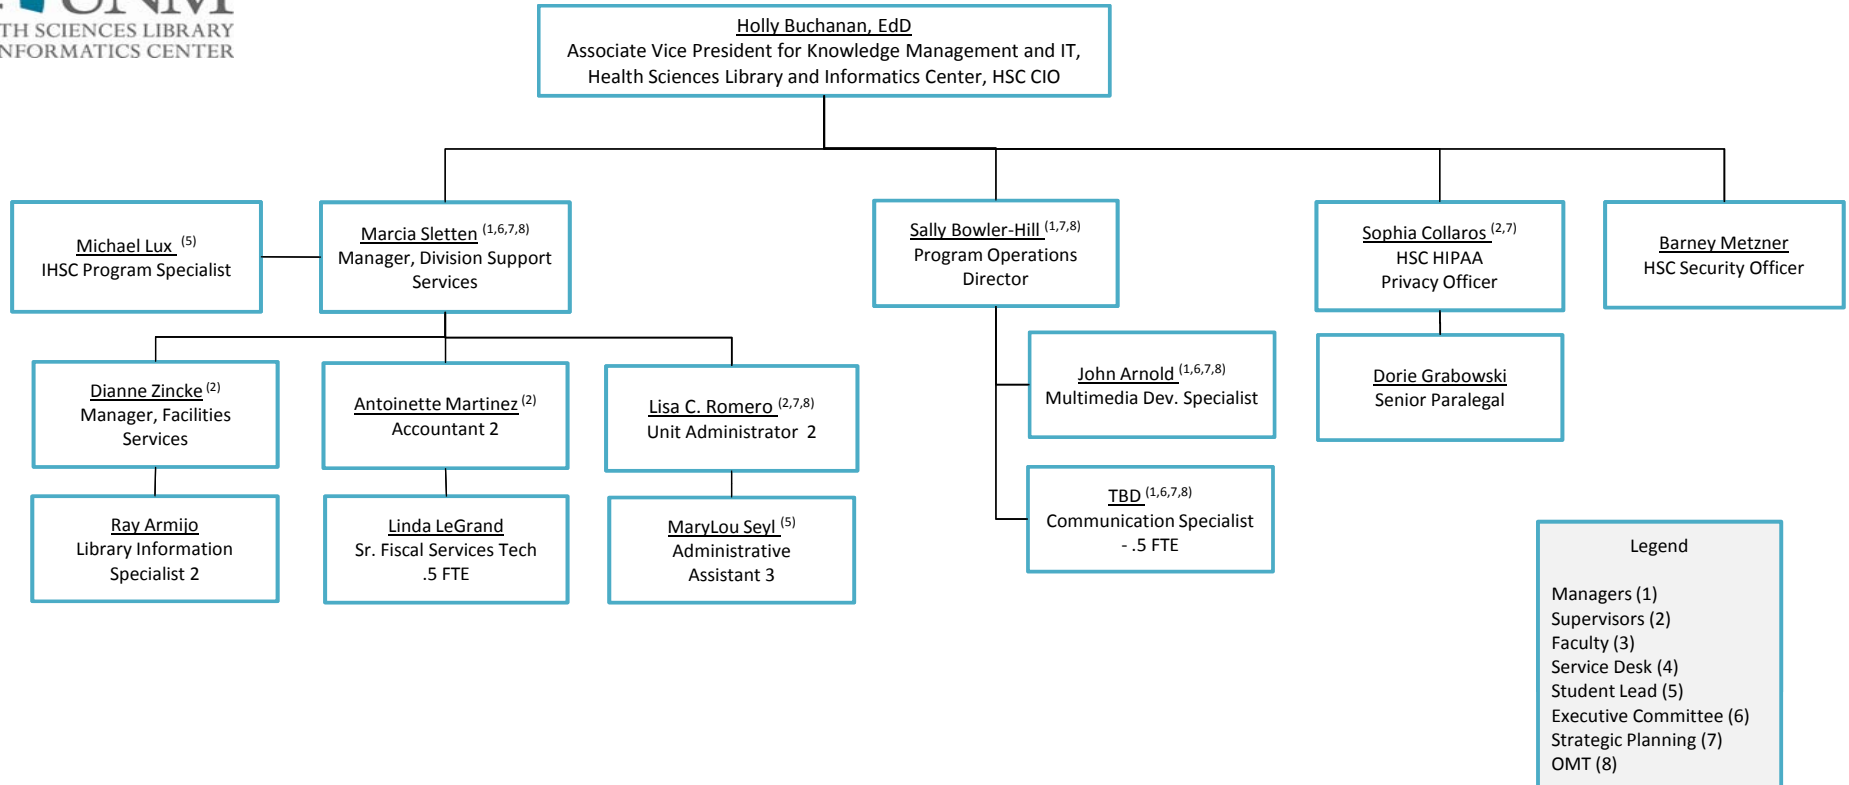 UNM
TH SCIENCES LIBRARY
NFORMATICS CENTER
Holly Buchanan, EdD
Associate Vice President for Knowledge Management and IT,
Health Sciences Library and Informatics Center, HSC CIO
Michael Lux (5)
IHSC Program Specialist
Marcia Sletten (1,6,7,8)
Manager, Division Support
Services
Sally Bowler-Hill (1,7,8)
Program Operations
Director
Sophia Collaros (2,7)
HSC HIPAA
Privacy Officer
Barney Metzner
HSC Security Officer
Dianne Zincke (2)
Manager, Facilities
Services
Antoinette Martinez (2)
Accountant 2
Lisa C. Romero (2,7,8)
Unit Administrator 2
John Arnold (1,6,7,8)
Multimedia Dev. Specialist
Dorie Grabowski
Senior Paralegal
Ray Armijo
Library Information
Specialist 2
Linda LeGrand
Sr. Fiscal Services Tech
.5 FTE
MaryLou Seyl (5)
Administrative
Assistant 3
TBD (1,6,7,8)
Communication Specialist
- .5 FTE
Legend
Managers (1)
Supervisors (2)
Faculty (3)
Service Desk (4)
Student Lead (5)
Executive Committee (6)
Strategic Planning (7)
OMT (8)